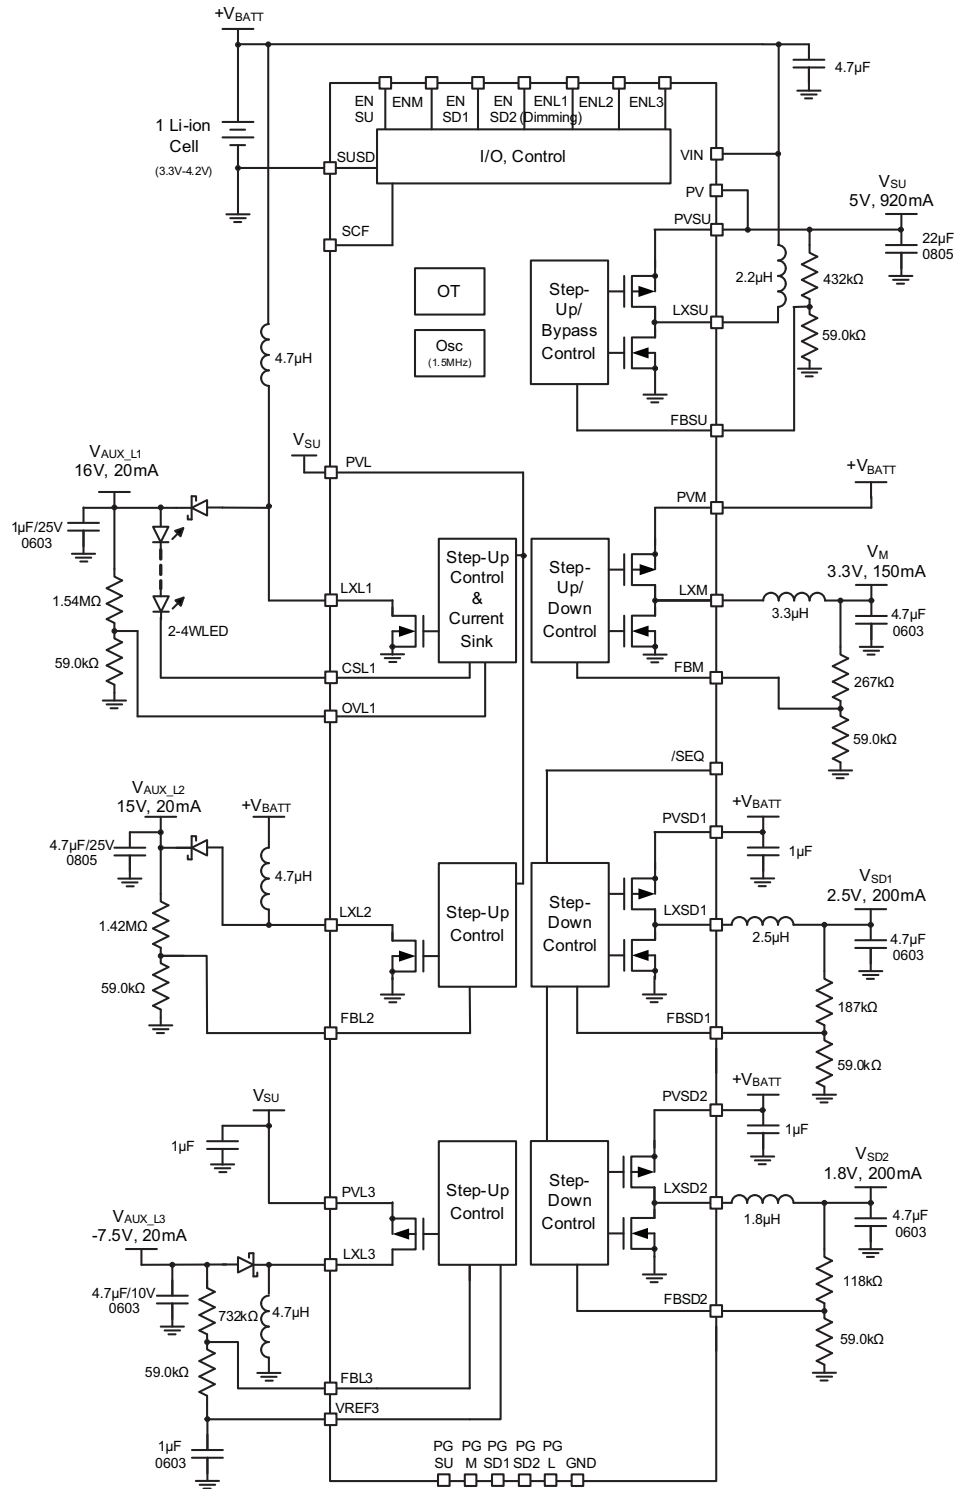 +VBATT
4.7µF
EN
SU
ENM
EN
SD1
EN
SD2
ENL1
(Dimming)
ENL2
ENL3
1 Li-ion
Cell
(3.3V-4.2V)
SUSD
I/O, Control
VIN
PV
VSU
5V, 920mA
PVSU
SCF
22µF
0805
OT
Step-
Up/
Bypass
Control
2.2µH
432kΩ
LXSU
59.0kΩ
Osc
(1.5MHz)
4.7µH
FBSU
VSU
PVL
VAUX_L1
16V, 20mA
+VBATT
PVM
1µF/25V
0603
Step-Up
Control
&
Current
Sink
Step-
Up/
Down
Control
VM
3.3V, 150mA
LXL1
LXM
3.3µH
4.7µF
0603
1.54MΩ
2-4WLED
59.0kΩ
CSL1
FBM
267kΩ
OVL1
59.0kΩ
/SEQ
VAUX_L2
15V, 20mA
+VBATT
+VBATT
PVSD1
4.7µF/25V
0805
1µF
4.7µH
VSD1
2.5V, 200mA
LXL2
Step-Up
Control
Step-
Down
Control
LXSD1
2.5µH
4.7µF
0603
1.42MΩ
59.0kΩ
187kΩ
FBL2
FBSD1
59.0kΩ
+VBATT
VSU
PVSD2
1µF
1µF
VSD2
1.8V, 200mA
PVL3
Step-Up
Control
Step-
Down
Control
LXSD2
1.8µH
4.7µF
0603
VAUX_L3
-7.5V, 20mA
LXL3
4.7µF/10V
0603
732kΩ
4.7µH
118kΩ
FBSD2
59.0kΩ
59.0kΩ
FBL3
VREF3
1µF
0603
PG
SU
PG
M
PG
SD1
PG
SD2
PG
L
GND